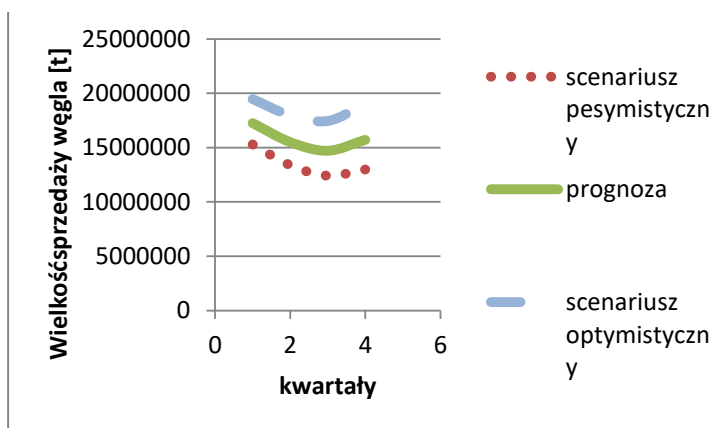 Wielkośćsprzedaży węgla [t]
25000000
20000000
15000000
10000000
5000000
0
0 2 4 6
kwartały
scenariusz
pesymistyczn
y
prognoza
scenariusz
optymistyczn
y